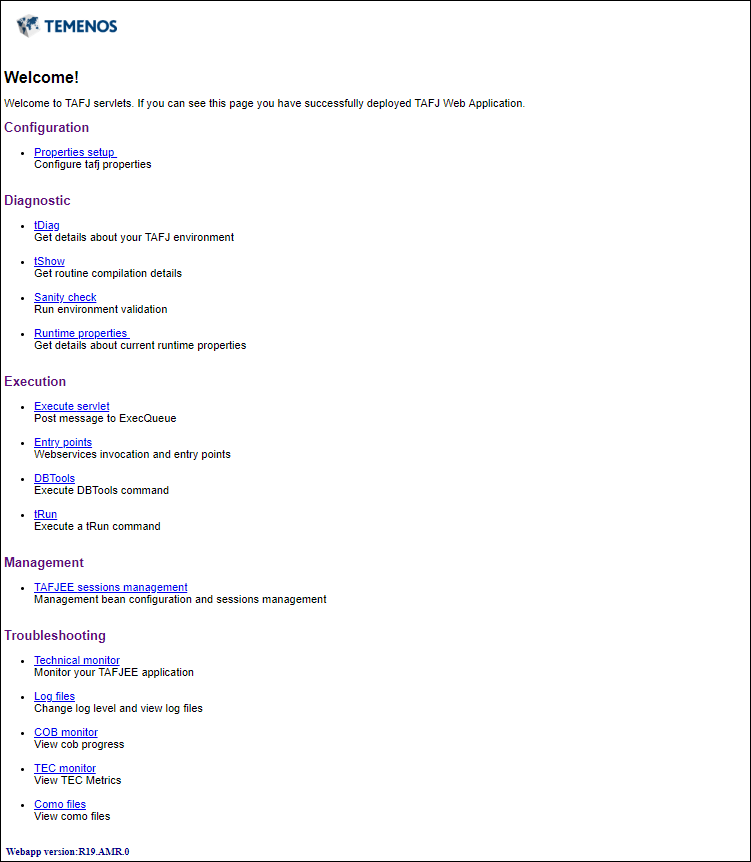 TEMENOS
Welcome!
Welcome to TAFJ servlets. If you can see this page you have successfully deployed TAFJ Web Application.
Configuration
Properties setup
Configure tafj properties
Diagnostic
tDiag
Get details about your TAFJ environment
tShow
Get routine compilation details
Sanity check
Run environment validation
Runtime properties
Get details about current runtime properties
Execution
Execute servlet
Post message to ExecQueue
Entry points
Webservices invocation and entry points
DBTools
Execute DBTools command
tRun
Execute a tRun command
Management
TAFJEE sessions management
Management bean configuration and sessions management
Troubleshooting
Technical monitor
Monitor your TAFJEE application
Log files
Change log level and view log files
COB monitor
View cob progress
TEC monitor
View TEC Metrics
Como files
View como files
Webapp version:R19.AMR.0